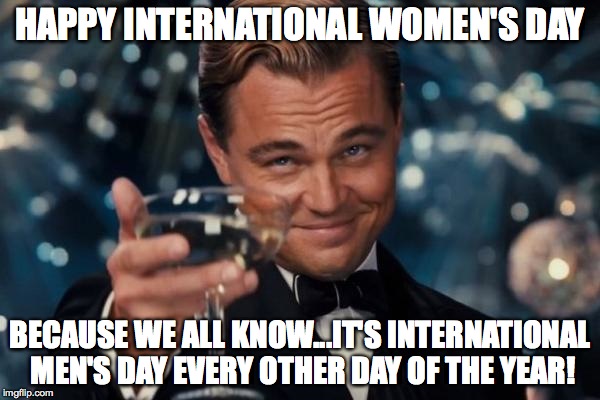 HAPPY INTERNATIONAL WOMEN'S DAY
BECAUSE WE ALL KNOW...IT'S INTERNATIONAL
MEN'S DAY EVERY OTHER DAY OF THE YEAR!
imgflip.com